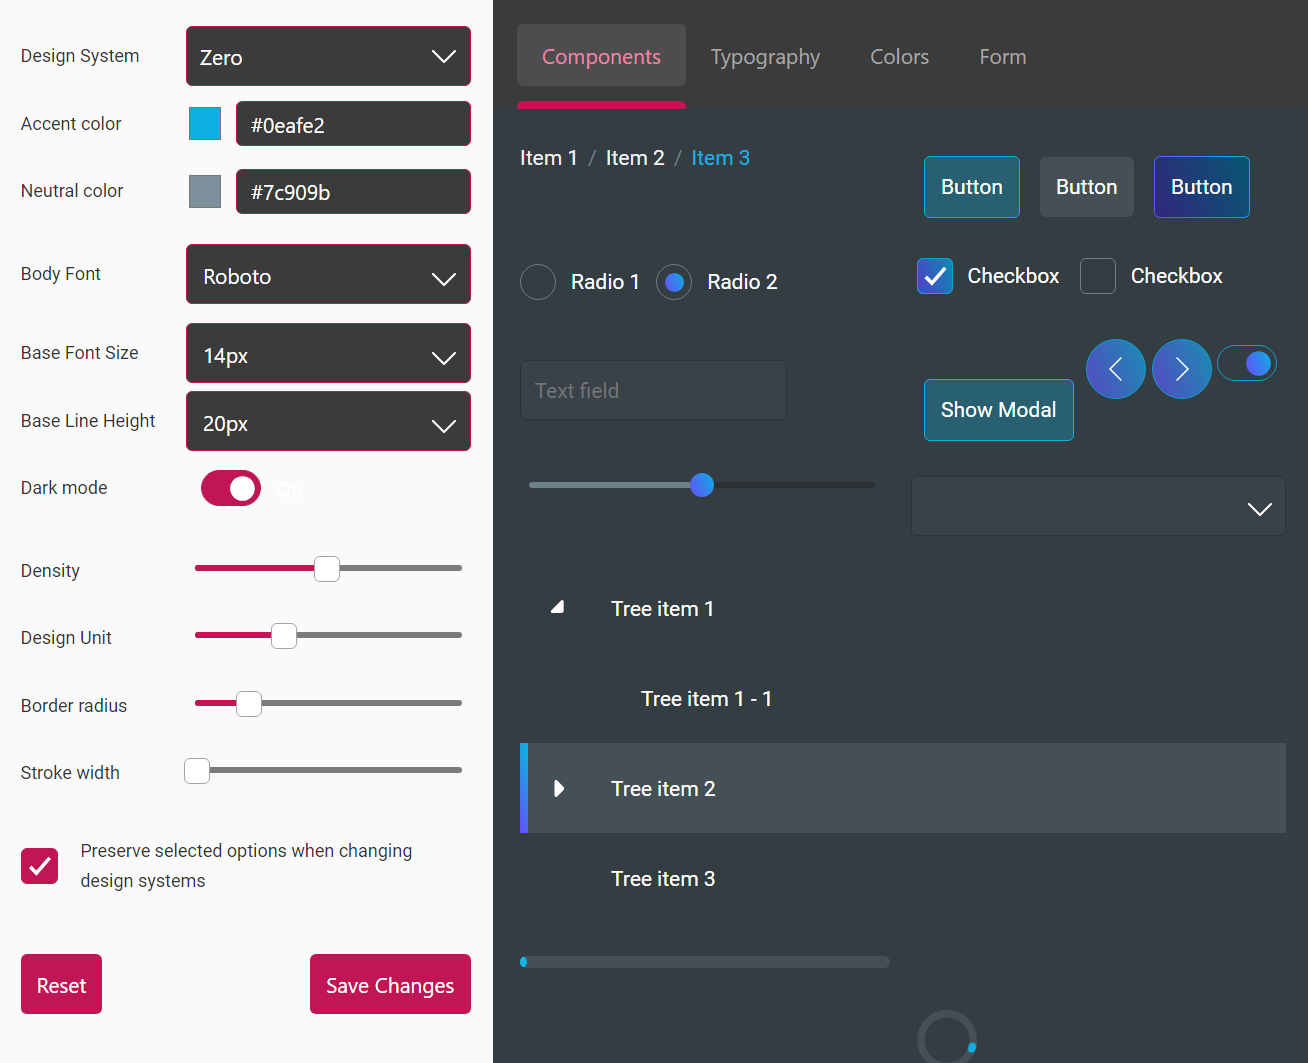 Design System
Zero
Accent color
#0eafe2
Neutral color
#7c909b
Body Font
Roboto
Base Font Size
14px
Base Line Height
20px
Dark mode
On
Density
Design Unit
Border radius
Stroke width
Preserve selected options when changing
design systems
Reset
Save Changes
Components
Typography
Colors
Form
Item 1 / Item 2 / Item 3
Button
Button
Button
Radio 1
Radio 2
Checkbox
Checkbox
Text field
Show Modal
Tree item 1
Tree item 1 - 1
Tree item 2
Tree item 3